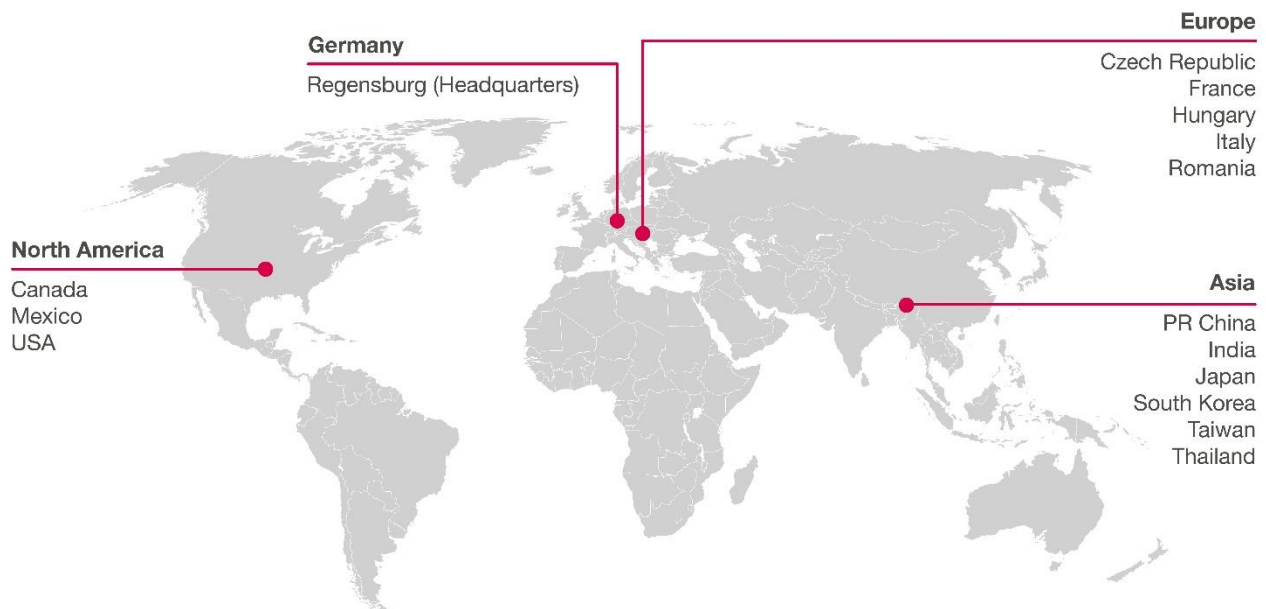 Germany
Regensburg (Headquarters)
Europe
Czech Republic
France
Hungary
Italy
Romania
North America
Canada
Mexico
USA
Asia
PR China
India
Japan
South Korea
Taiwan
Thailand